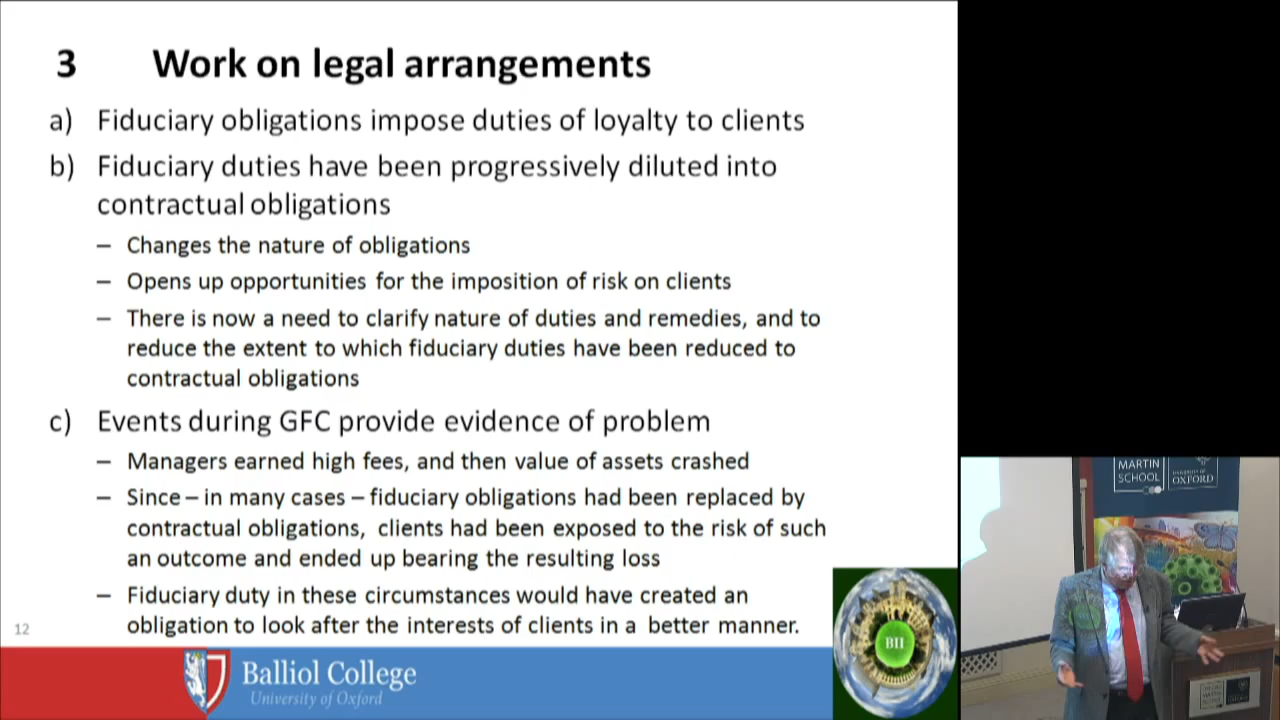 3 Work on legal arrangements
a) Fiduciary obligations impose duties of loyalty to clients
b) Fiduciary duties have been progressively diluted into
contractual obligations
– Changes the nature of obligations
– Opens up opportunities for the imposition of risk on clients
– There is now a need to clarify nature of duties and remedies, and to
reduce the extent to which fiduciary duties have been reduced to
contractual obligations
c) Events during GFC provide evidence of problem
– Managers earned high fees, and then value of assets crashed
– Since – in many cases – fiduciary obligations had been replaced by
contractual obligations, clients had been exposed to the risk of such
an outcome and ended up bearing the resulting loss
– Fiduciary duty in these circumstances would have created an
obligation to look after the interests of clients in a better manner.
12
Balliol College
University of Oxford
BII
MARTIN
SCHOOL
UNIVERSITY OF
OXFORD